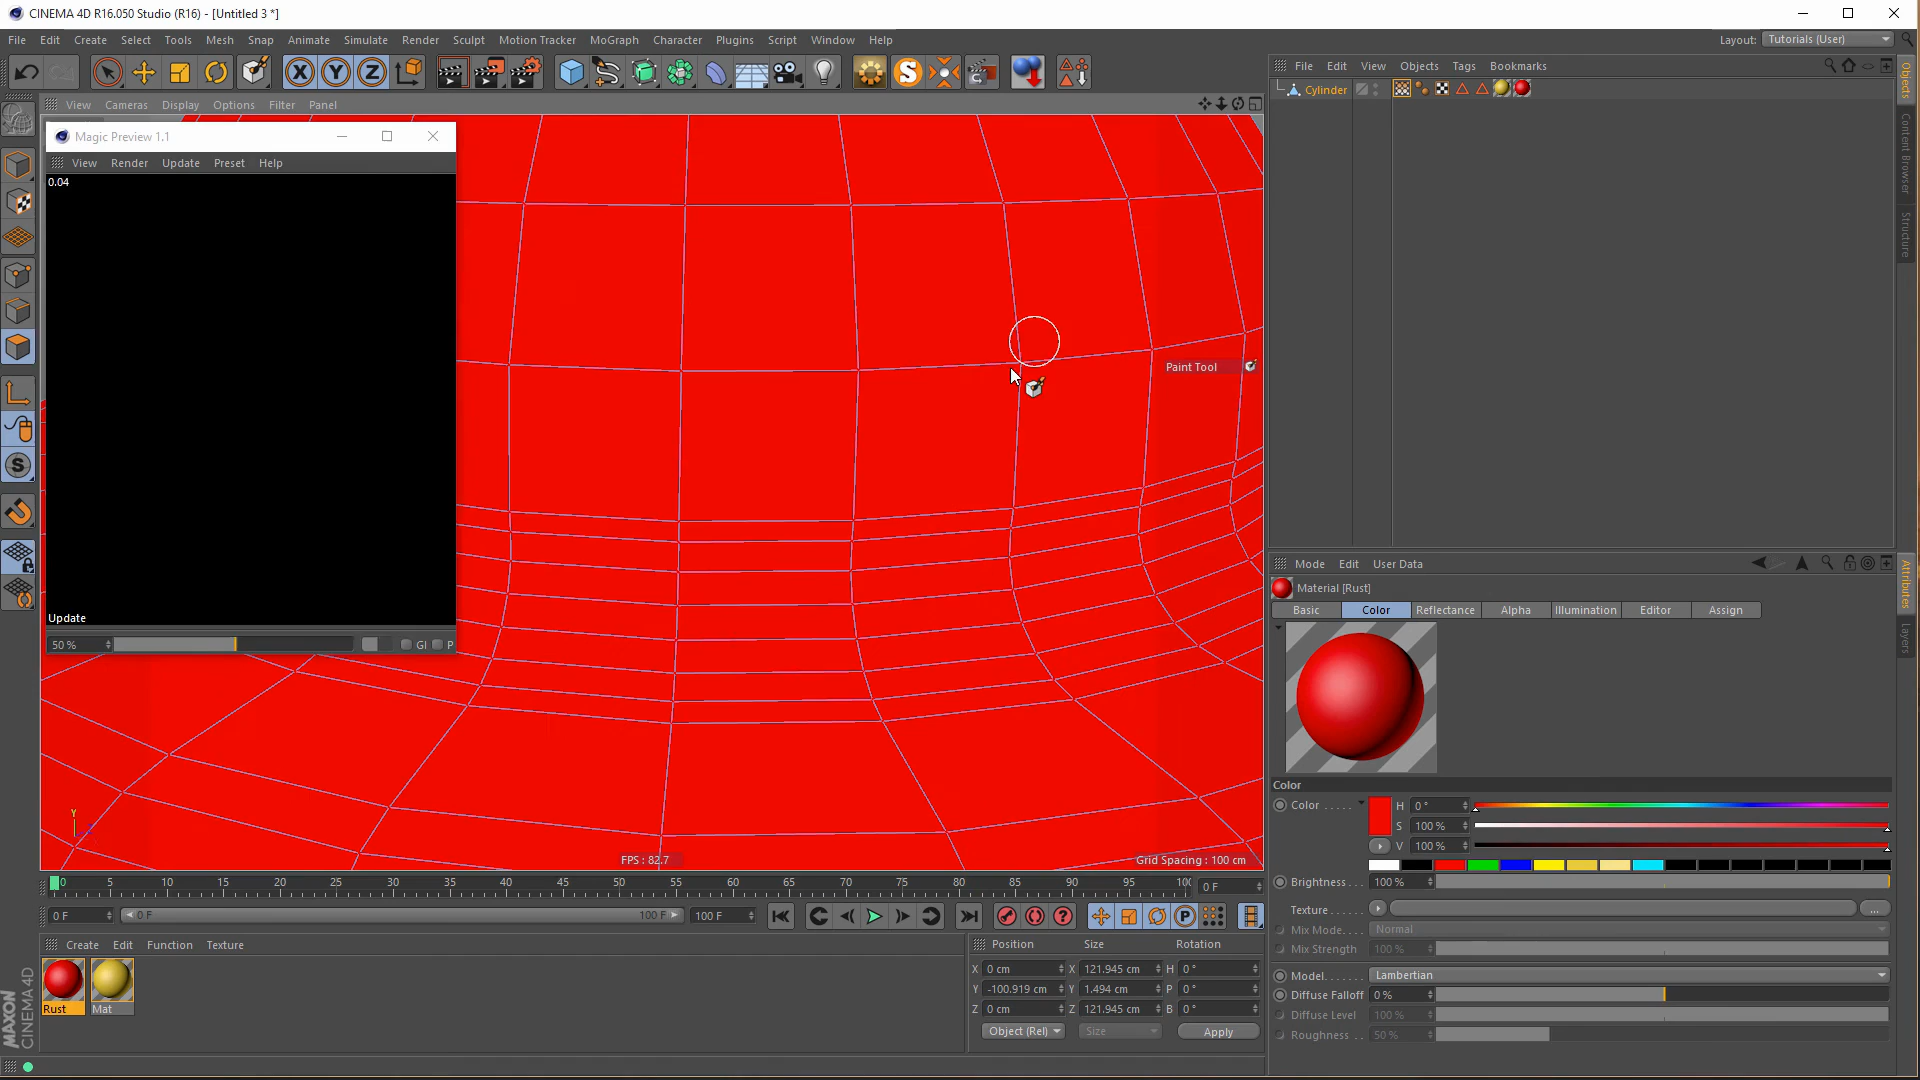 CINEMA 4D R16.050 Studio (R16) - [Untitled 3 *]
File Edit Create Select Tools Mesh Snap Animate Simulate Render Sculpt Motion Tracker MoGraph Character Plugins Script Window Help
Layout: Tutorials (User)
View Cameras Display Options Filter Panel
File Edit View Objects Tags Bookmarks
Cylinder
Magic Preview 1.1
View Render Update Preset Help
0.04
Update
50 % GI P
Paint Tool
FPS : 82.7
Grid Spacing : 100 cm
Y
Objects
Content Browser
Structure
Attributes
Layers
Mode Edit User Data
Material [Rust]
Basic Color Reflectance Alpha Illumination Editor Assign
Color
Color . . . . . H 0 °
S 100 %
V 100 %
Brightness . . . 100 %
Texture . . . . . . ...
Mix Mode. . . . Normal
Mix Strength 100 %
Model. . . . . . . Lambertian
Diffuse Falloff 0 %
Diffuse Level 100 %
Roughness . . 50 %
0 5 10 15 20 25 30 35 40 45 50 55 60 65 70 75 80 85 90 95 100 0 F
0 F 0 F 100 F 100 F
Create Edit Function Texture
Rust Mat
Position Size Rotation
X 0 cm X 121.945 cm H 0 °
Y -100.919 cm Y 1.494 cm P 0 °
Z 0 cm Z 121.945 cm B 0 °
Object (Rel) Size Apply
MAXON
CINEMA 4D